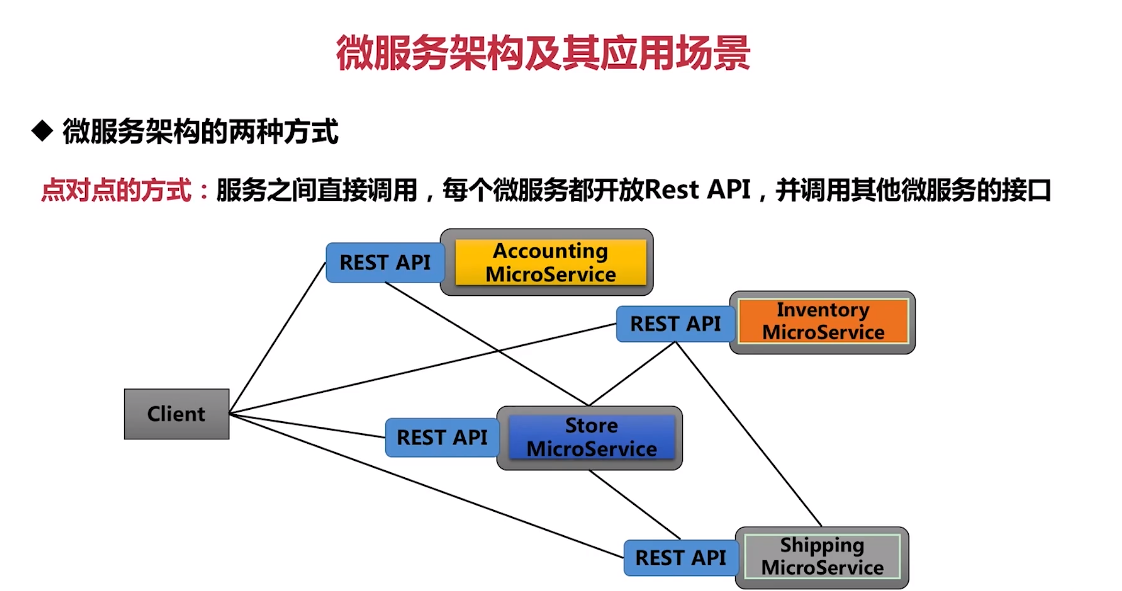 微服务架构及其应用场景
◆ 微服务架构的两种方式
点对点的方式：服务之间直接调用，每个微服务都开放Rest API，并调用其他微服务的接口
REST API
Accounting
MicroService
REST API
Inventory
MicroService
Client
REST API
Store
MicroService
REST API
Shipping
MicroService